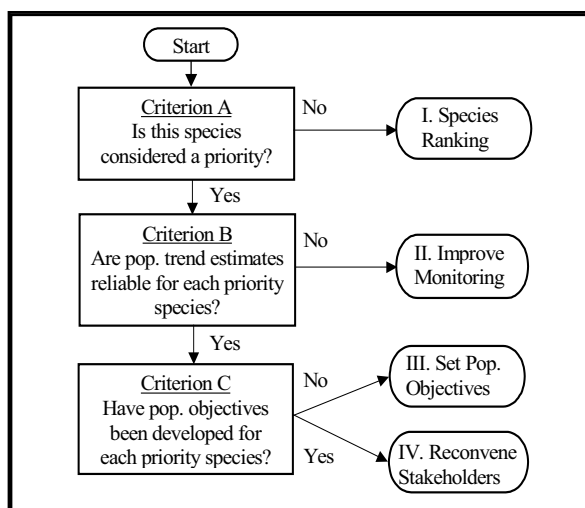 Start
Criterion A
Is this species
considered a priority?
No
I. Species
Ranking
Yes
Criterion B
Are pop. trend estimates
reliable for each priority
species?
No
II. Improve
Monitoring
Yes
Criterion C
Have pop. objectives
been developed for
each priority species?
No
III. Set Pop.
Objectives
Yes
IV. Reconvene
Stakeholders